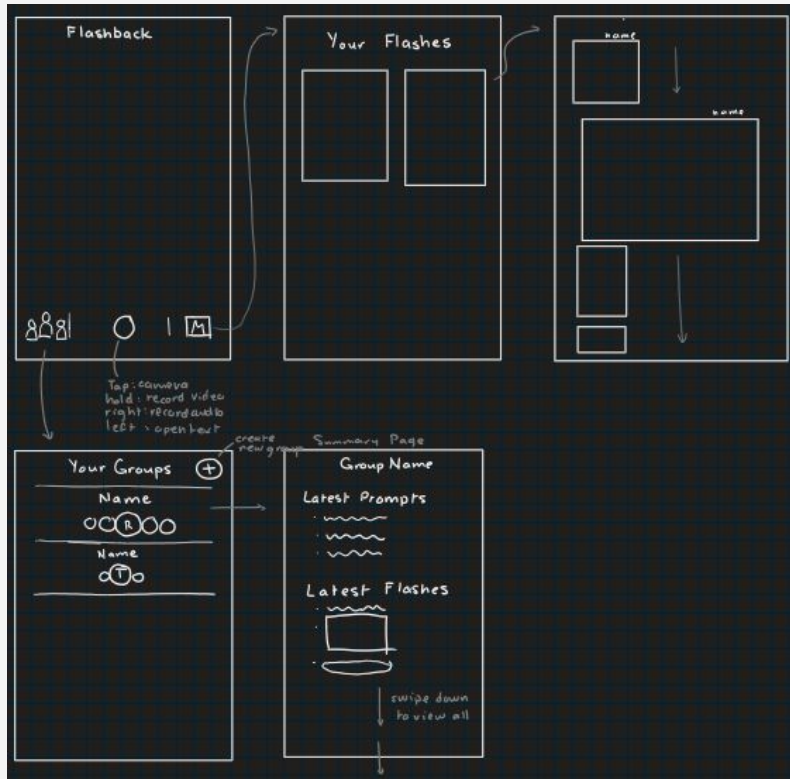 Flashback
M
Tap: camera
hold: record video
right: record audio
left: open text
Your Flashes
name
name
create
new group
Your Groups
+
Name
R
Name
T
Summary Page
Group Name
Latest Prompts
Latest Flashes
swipe down
to view all